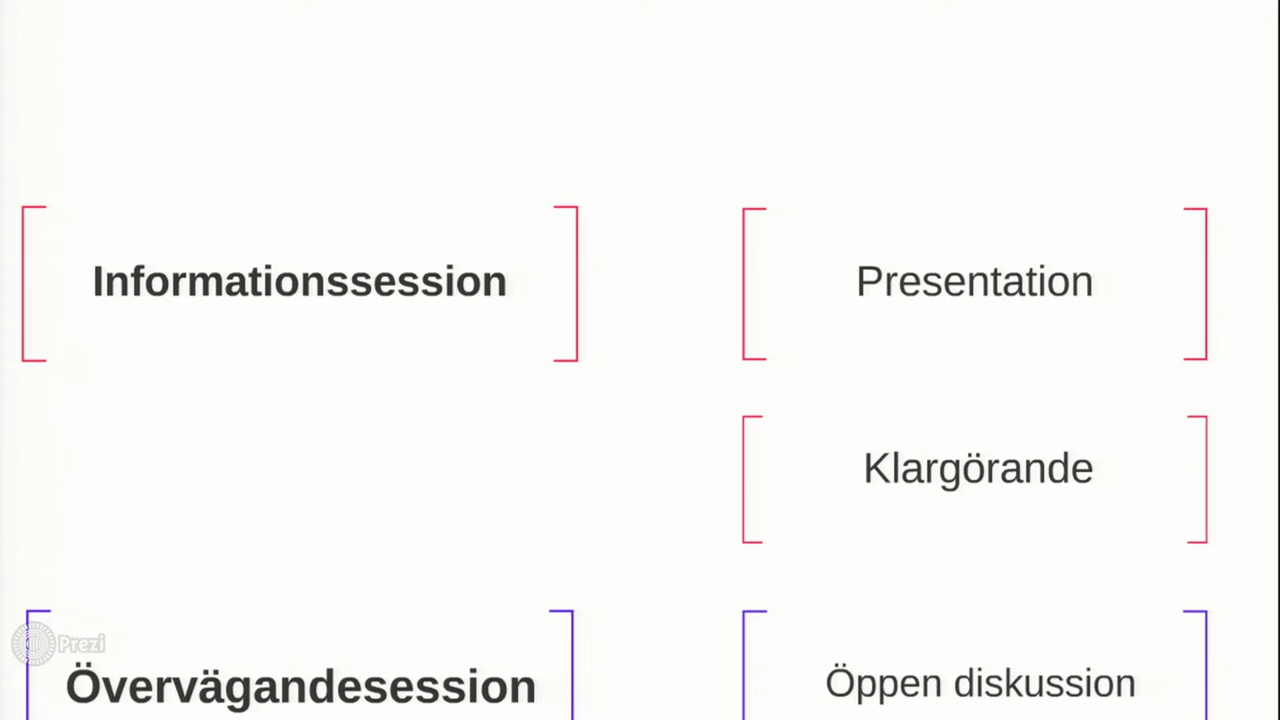 Informationssession
Presentation
Klargörande
Prezi
Övervägandesession
Öppen diskussion